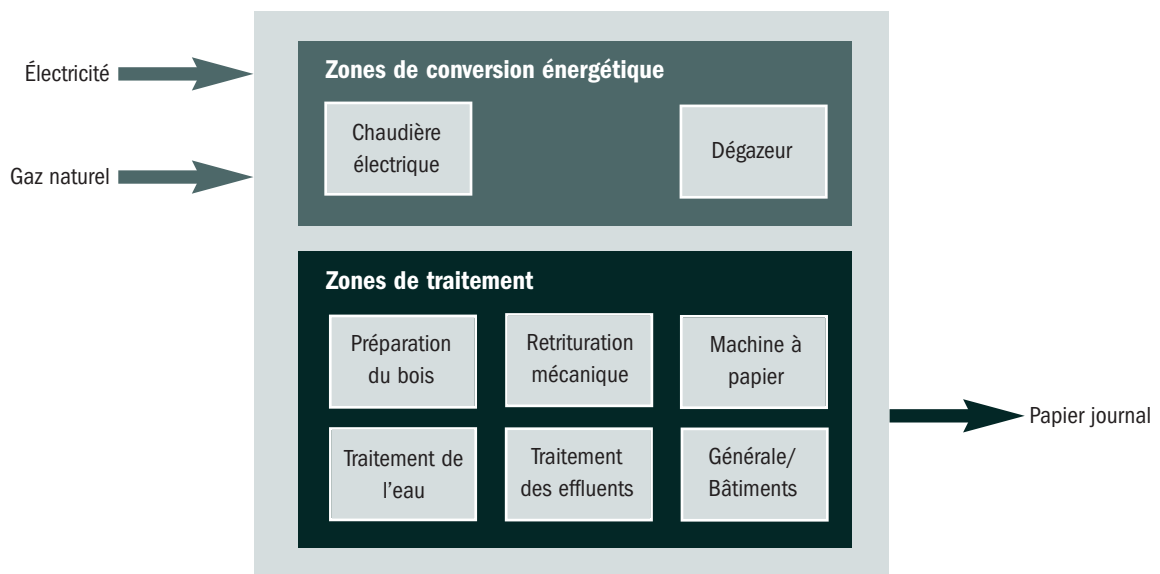 Électricité
Gaz naturel
Zones de conversion énergétique
Chaudière
électrique
Dégazeur
Zones de traitement
Préparation
du bois
Retrituration
mécanique
Machine à
papier
Traitement de
l'eau
Traitement
des effluents
Générale/
Bâtiments
Papier journal